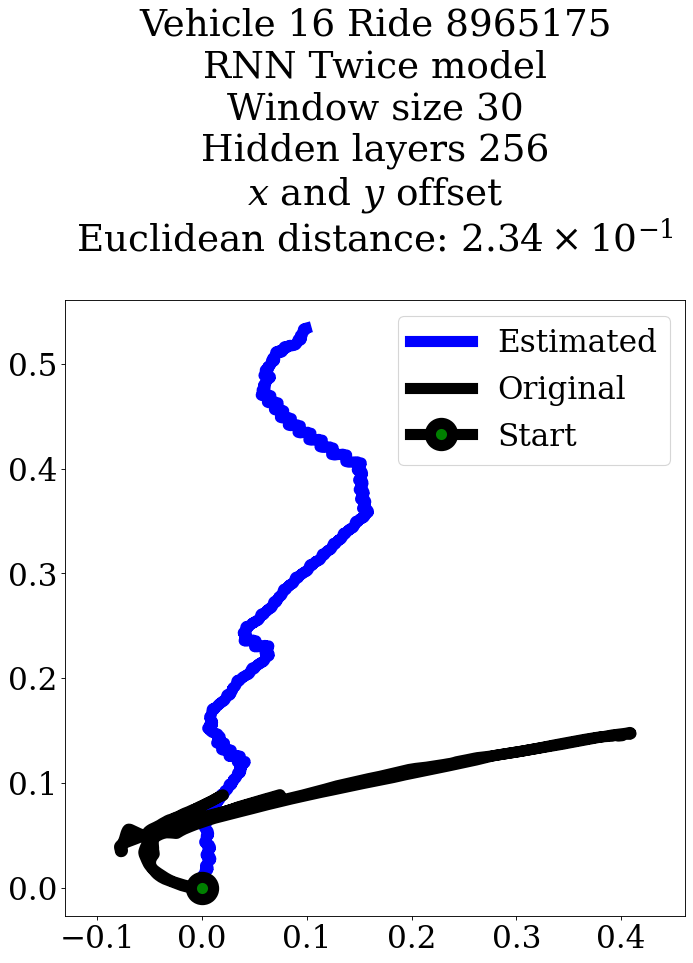 Vehicle 16 Ride 8965175
RNN Twice model
Window size 30
Hidden layers 256
x and y offset
Euclidean distance: 2.34 × 10⁻¹
Estimated
Original
Start
0.5
0.4
0.3
0.2
0.1
0.0
−0.1 0.0 0.1 0.2 0.3 0.4